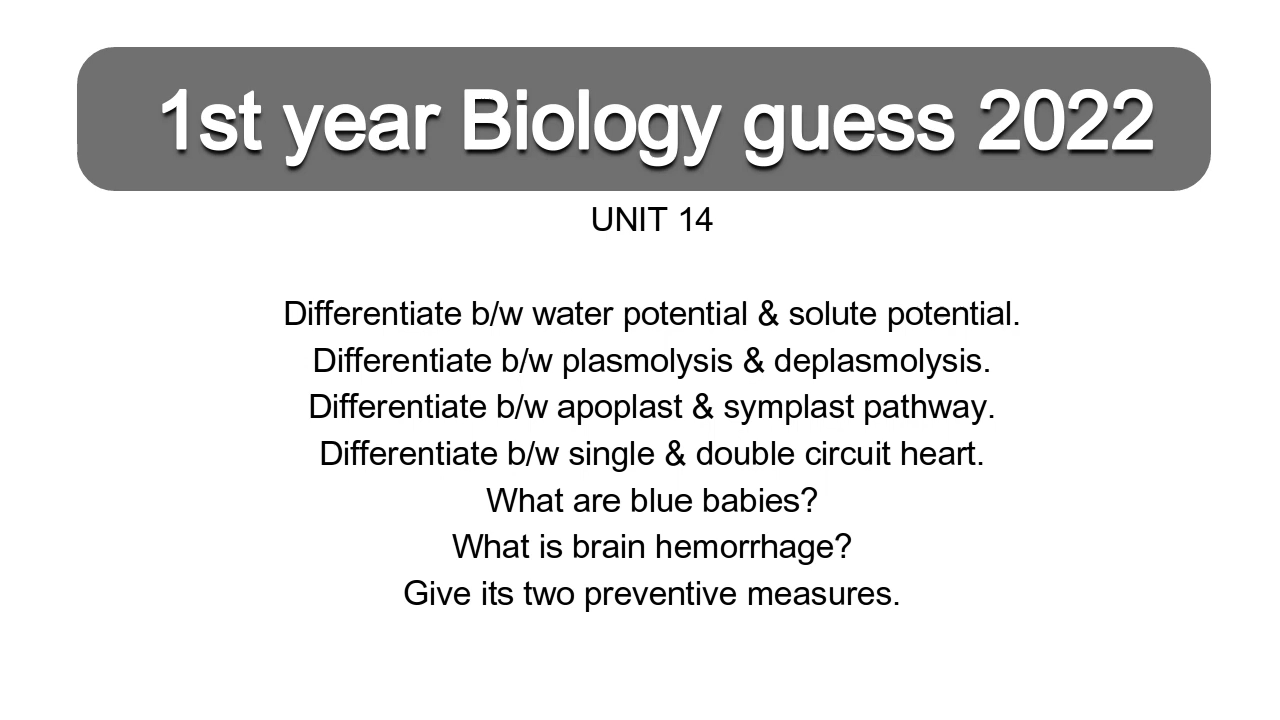 1st year Biology guess 2022
UNIT 14
Differentiate b/w water potential & solute potential.
Differentiate b/w plasmolysis & deplasmolysis.
Differentiate b/w apoplast & symplast pathway.
Differentiate b/w single & double circuit heart.
What are blue babies?
What is brain hemorrhage?
Give its two preventive measures.